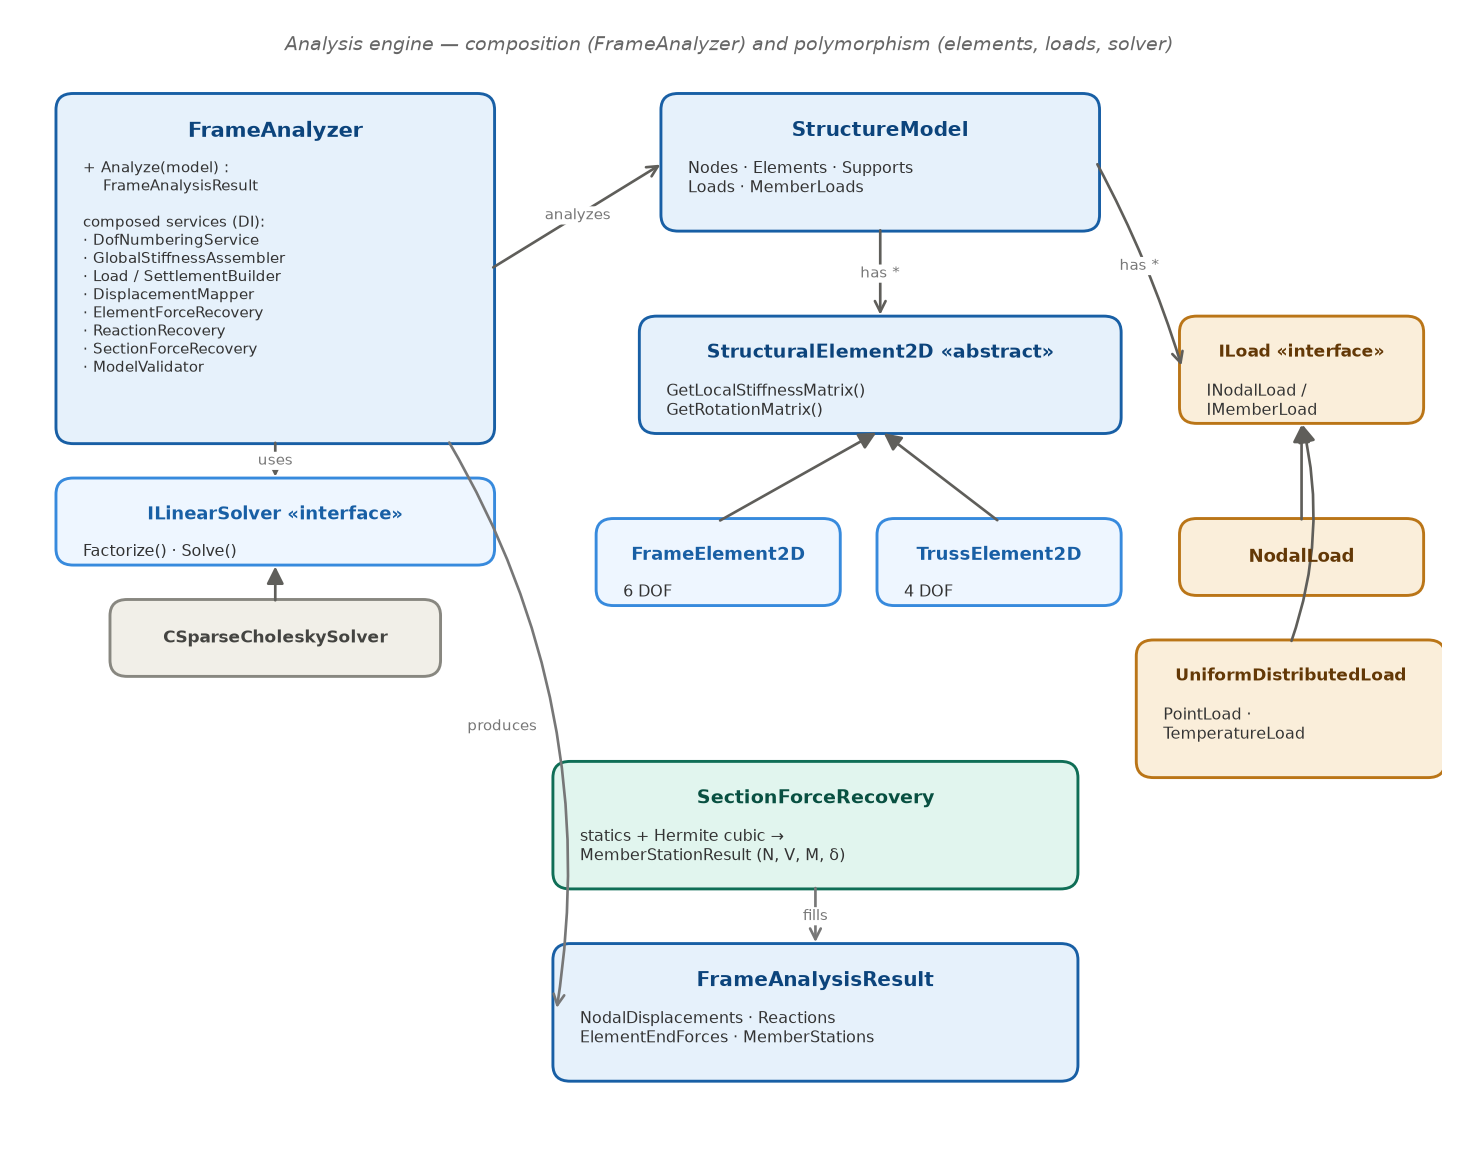 Analysis engine — composition (FrameAnalyzer) and polymorphism (elements, loads, solver)
FrameAnalyzer
+ Analyze(model) :
FrameAnalysisResult
composed services (DI):
· DofNumberingService
· GlobalStiffnessAssembler
· Load / SettlementBuilder
· DisplacementMapper
· ElementForceRecovery
· ReactionRecovery
· SectionForceRecovery
· ModelValidator
analyzes
StructureModel
Nodes · Elements · Supports
Loads · MemberLoads
has *
has *
StructuralElement2D «abstract»
GetLocalStiffnessMatrix()
GetRotationMatrix()
ILoad «interface»
INodalLoad /
IMemberLoad
uses
ILinearSolver «interface»
Factorize() · Solve()
FrameElement2D
6 DOF
TrussElement2D
4 DOF
NodalLoad
CSparseCholeskySolver
UniformDistributedLoad
PointLoad ·
TemperatureLoad
produces
SectionForceRecovery
statics + Hermite cubic →
MemberStationResult (N, V, M, δ)
fills
FrameAnalysisResult
NodalDisplacements · Reactions
ElementEndForces · MemberStations